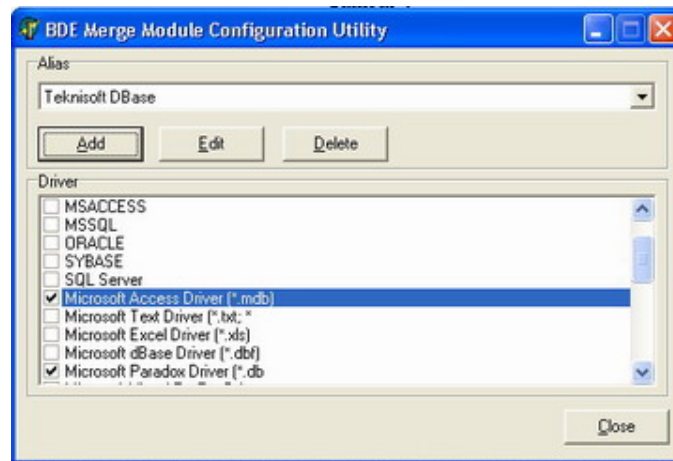 BDE Merge Module Configuration Utility
Alias
Teknisoft DBase
Add Edit Delete
Driver
MSACCESS
MSSQL
ORACLE
SYBASE
SQL Server
Microsoft Access Driver (*.mdb)
Microsoft Text Driver (*.txt; *
Microsoft Excel Driver (*.xls)
Microsoft dBase Driver (*.dbf)
Microsoft Paradox Driver (*.db
Close